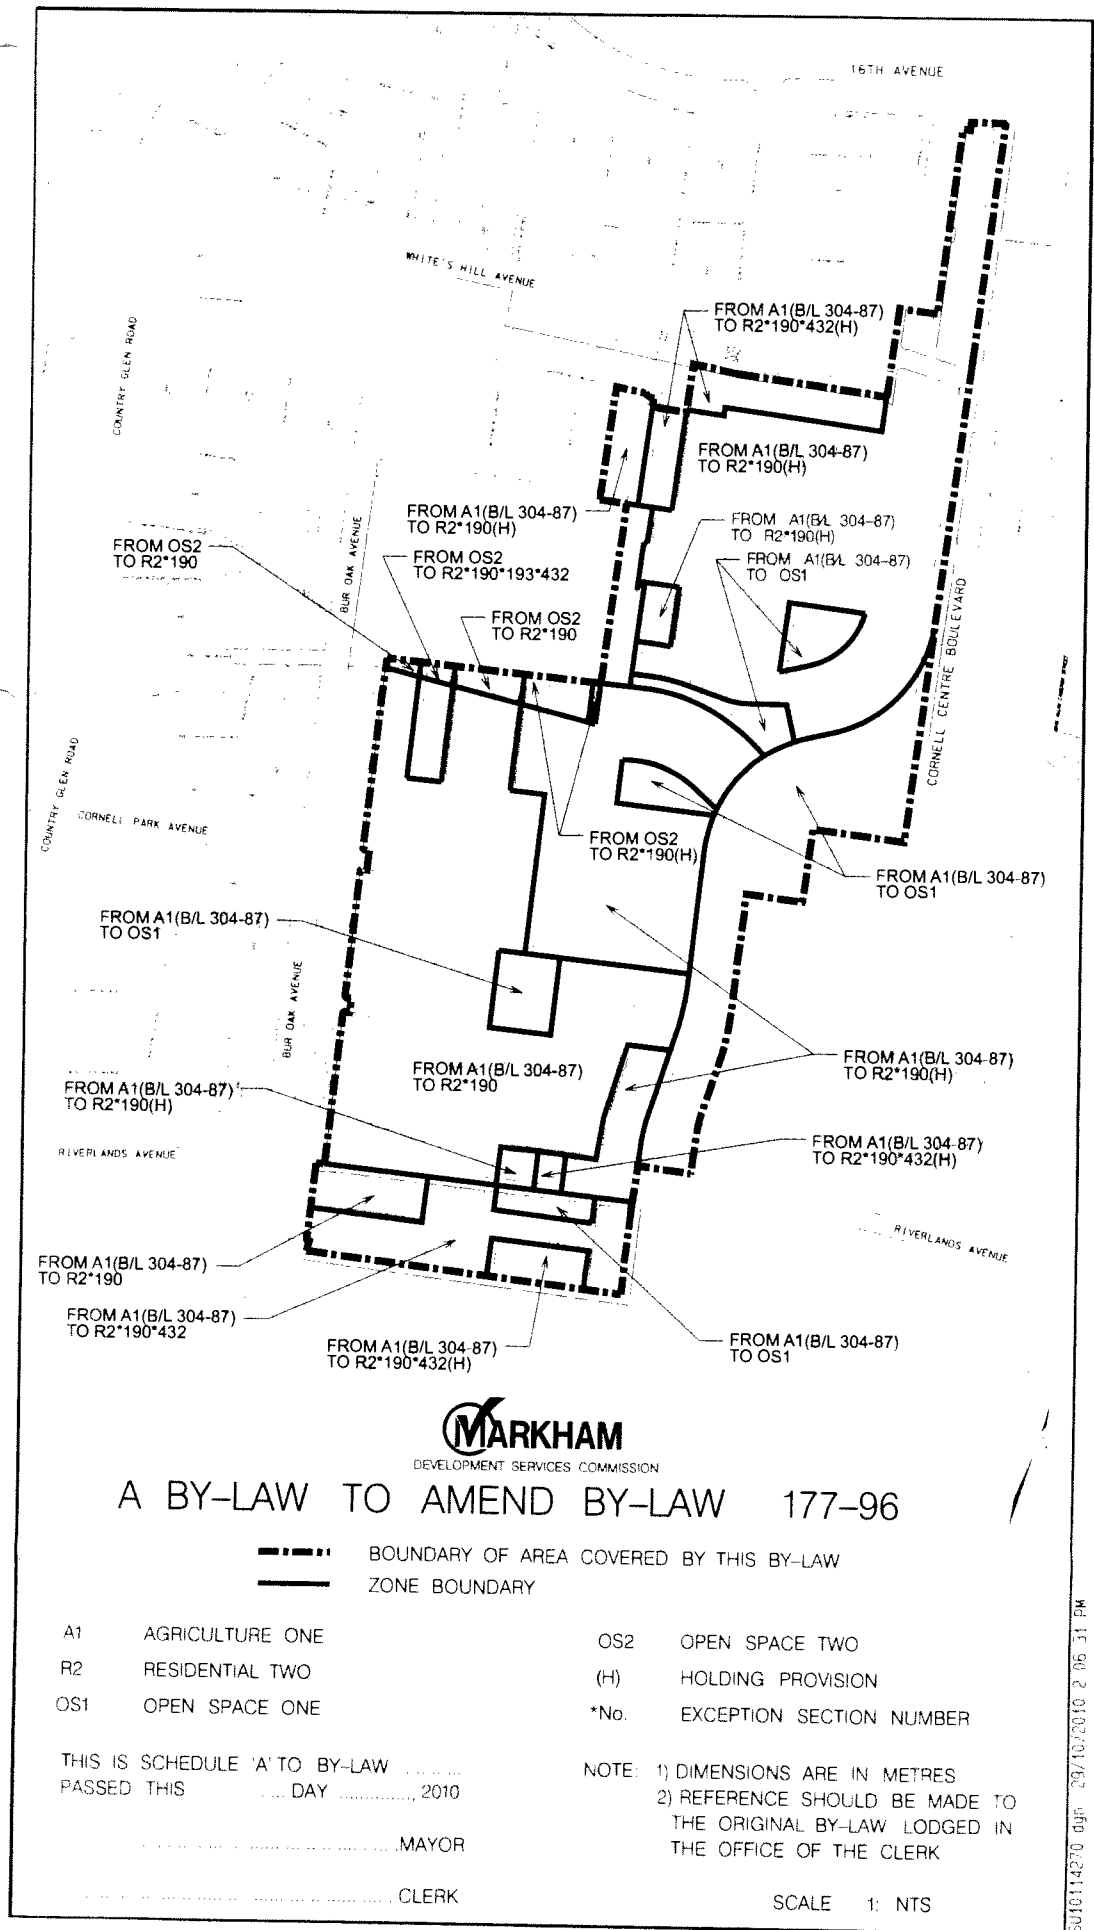 16TH AVENUE
WHITE'S HILL AVENUE
FROM A1(B/L 304-87)
TO R2*190*432(H)
COUNTRY GLEN ROAD
FROM A1(B/L 304-87)
TO R2*190(H)
FROM A1(B/L 304-87)
TO R2*190(H)
FROM A1(B/L 304-87)
TO R2*190(H)
FROM OS2
TO R2*190
BUR OAK AVENUE
FROM OS2
TO R2*190*193*432
FROM A1(B/L 304-87)
TO OS1
FROM OS2
TO R2*190
CORNELL CENTRE BOULEVARD
COUNTRY GLEN ROAD
CORNELL PARK AVENUE
FROM OS2
TO R2*190(H)
FROM A1(B/L 304-87)
TO OS1
FROM A1(B/L 304-87)
TO OS1
BUR OAK AVENUE
FROM A1(B/L 304-87)
TO R2*190
FROM A1(B/L 304-87)
TO R2*190(H)
FROM A1(B/L 304-87)
TO R2*190(H)
RIVERLANDS AVENUE
FROM A1(B/L 304-87)
TO R2*190*432(H)
RIVERLANDS AVENUE
FROM A1(B/L 304-87)
TO R2*190
FROM A1(B/L 304-87)
TO R2*190*432
FROM A1(B/L 304-87)
TO R2*190*432(H)
FROM A1(B/L 304-87)
TO OS1
MARKHAM
DEVELOPMENT SERVICES COMMISSION
A BY-LAW TO AMEND BY-LAW 177-96
BOUNDARY OF AREA COVERED BY THIS BY-LAW
ZONE BOUNDARY
A1 AGRICULTURE ONE
R2 RESIDENTIAL TWO
OS1 OPEN SPACE ONE
OS2 OPEN SPACE TWO
(H) HOLDING PROVISION
*No. EXCEPTION SECTION NUMBER
THIS IS SCHEDULE 'A' TO BY-LAW ..........
PASSED THIS ..... DAY ............., 2010
.................................... MAYOR
.................................... CLERK
NOTE: 1) DIMENSIONS ARE IN METRES
2) REFERENCE SHOULD BE MADE TO
THE ORIGINAL BY-LAW LODGED IN
THE OFFICE OF THE CLERK
SCALE 1: NTS
29/10/2010 2 06 31 PM